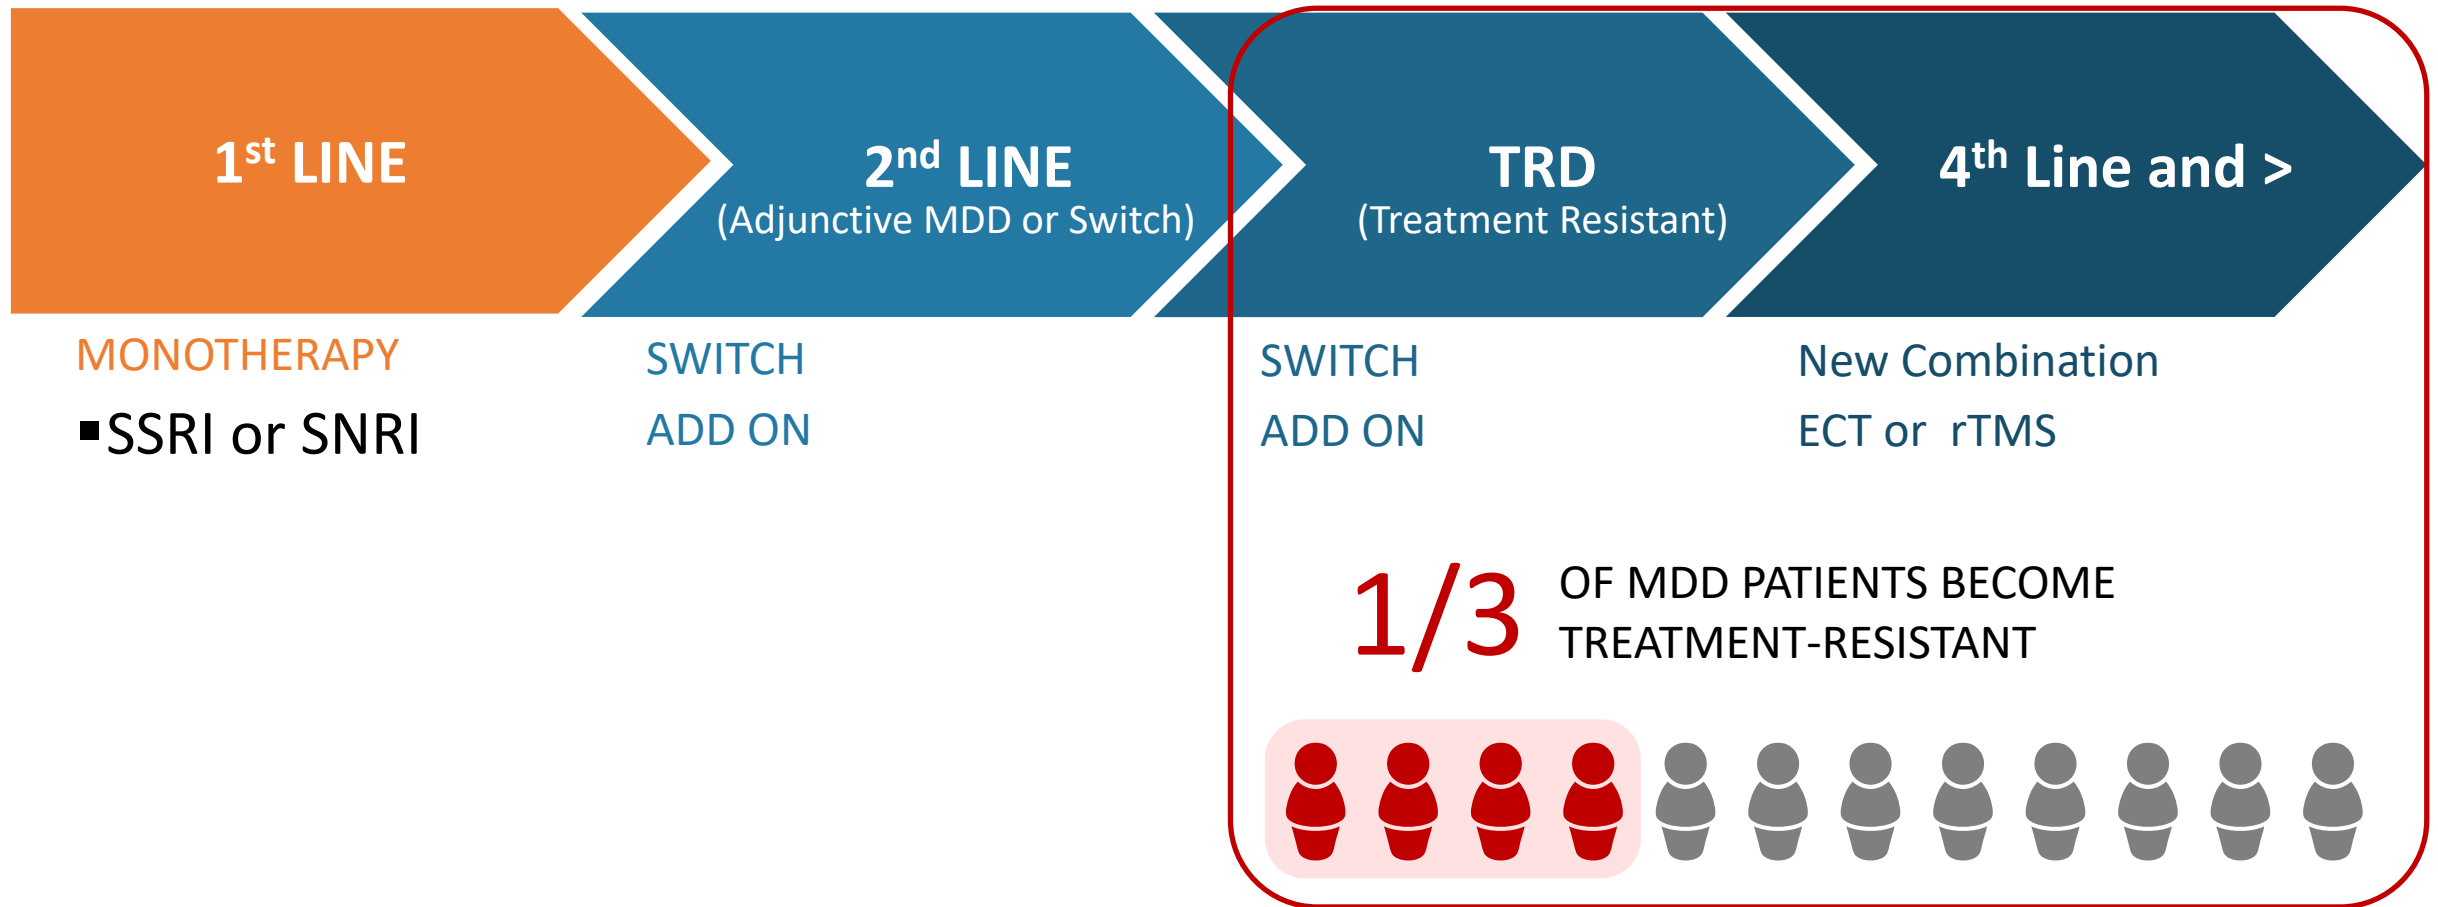 1st LINE
2nd LINE
(Adjunctive MDD or Switch)
TRD
(Treatment Resistant)
4th Line and >
MONOTHERAPY
▪SSRI or SNRI
SWITCH
ADD ON
SWITCH
ADD ON
New Combination
ECT or  rTMS
1/3
OF MDD PATIENTS BECOME
TREATMENT-RESISTANT